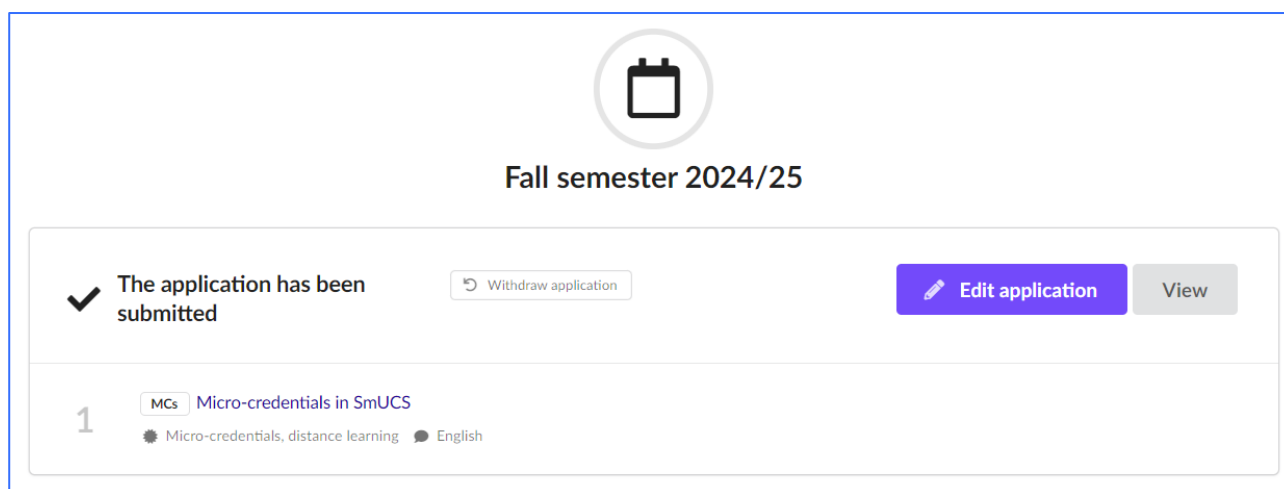 Fall semester 2024/25
The application has been
submitted
Withdraw application
Edit application
View
1
MCs Micro-credentials in SmUCS
Micro-credentials, distance learning English